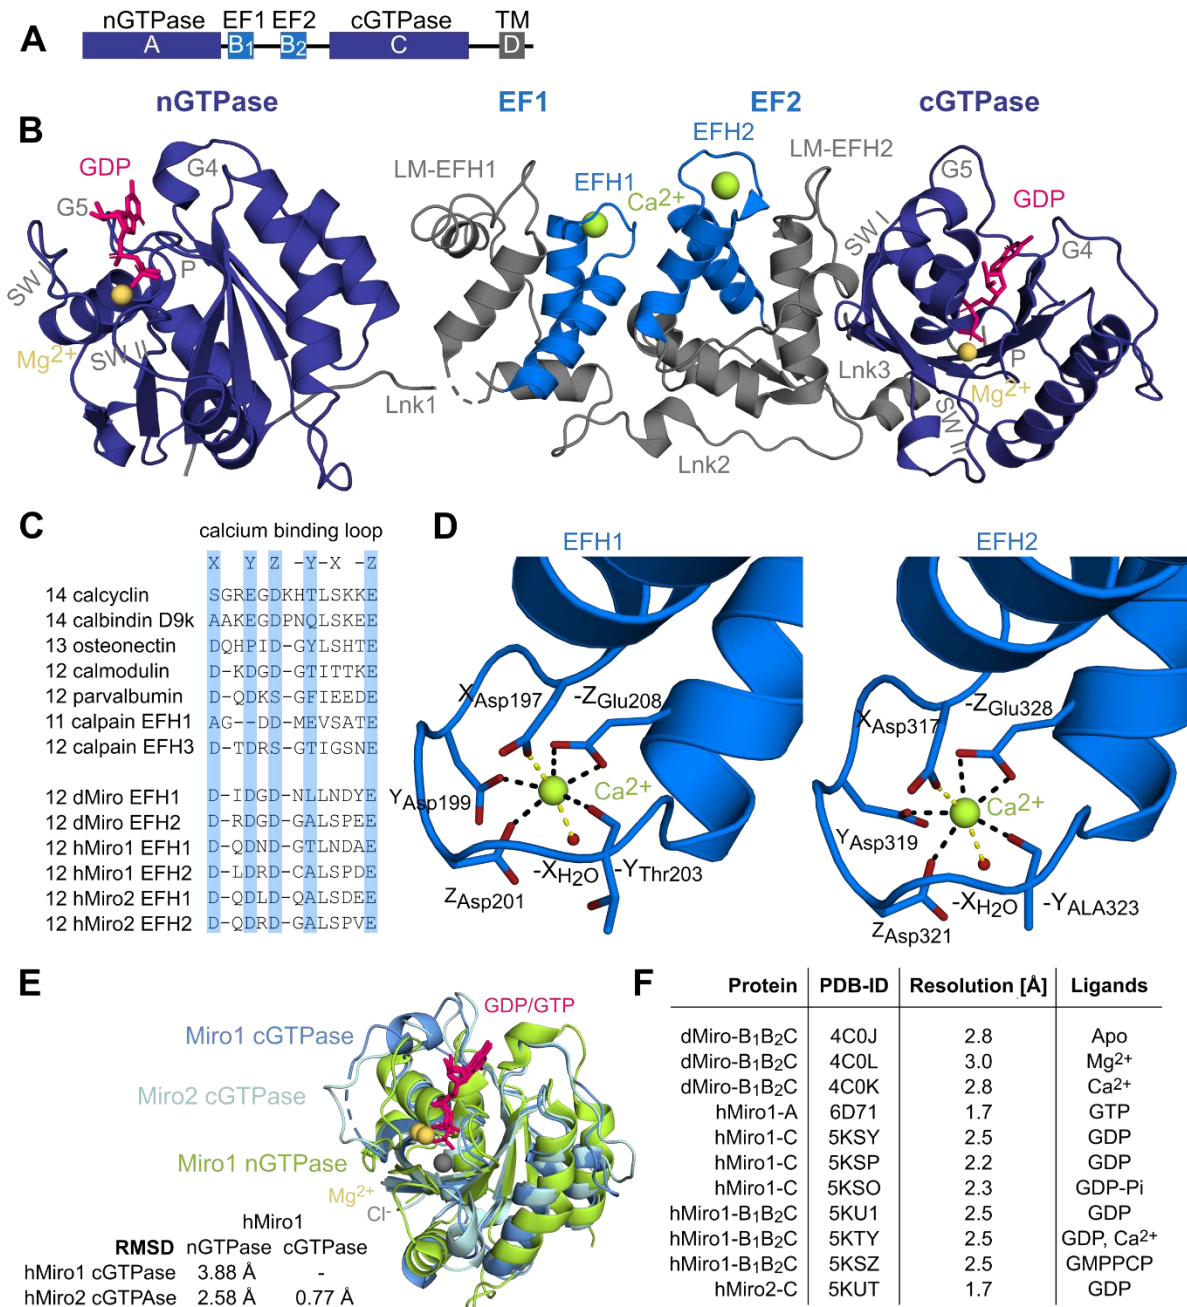 A
nGTPase EF1 EF2 cGTPase TM
A B1 B2 C D
nGTPase EF1 EF2 cGTPase
B
GDP
G4
G5
SW I
P
Mg2+
SW II
Lnk1
LM-EFH1
EFH1
Ca2+
EFH2
LM-EFH2
Lnk2
Lnk3
G5
GDP
SW I
G4
P
Mg2+
SW II
C
calcium binding loop
X Y Z -Y-X -Z
14 calcyclin SGREGDKHTLSKKE
14 calbindin D9k AAKEGDPNQLSKEE
13 osteonectin DQHPID-GYLSHTE
12 calmodulin D-KDGDG-TITTKE
12 parvalbumin D-QDKS-GFIEEDE
11 calpain EFH1 AG--DD-MEVSATE
12 calpain EFH3 D-TDRS-GTIGSNE
12 dMiro EFH1 D-IDGD-NLLNDYE
12 dMiro EFH2 D-RDGD-GALSPEE
12 hMiro1 EFH1 D-QDND-GTLNDAE
12 hMiro1 EFH2 D-LDRD-CALSPDE
12 hMiro2 EFH1 D-QDLD-QALSDEE
12 hMiro2 EFH2 D-QDRD-GALSPVE
D
EFH1
XAsp197
-ZGlu208
YAsp199
Ca2+
-XH2O
-YThr203
ZAsp201
EFH2
XAsp317
-ZGlu328
Ca2+
YAsp319
-XH2O
-YALA323
ZAsp321
E
GDP/GTP
Miro1 cGTPase
Miro2 cGTPase
Miro1 nGTPase
Mg2+
Cl-
hMiro1
RMSD nGTPase cGTPase
hMiro1 cGTPase 3.88 Å -
hMiro2 cGTPAse 2.58 Å 0.77 Å
F
Protein PDB-ID Resolution [Å] Ligands
dMiro-B1B2C 4C0J 2.8 Apo
dMiro-B1B2C 4C0L 3.0 Mg2+
dMiro-B1B2C 4C0K 2.8 Ca2+
hMiro1-A 6D71 1.7 GTP
hMiro1-C 5KSY 2.5 GDP
hMiro1-C 5KSP 2.2 GDP
hMiro1-C 5KSO 2.3 GDP-Pi
hMiro1-B1B2C 5KU1 2.5 GDP
hMiro1-B1B2C 5KTY 2.5 GDP, Ca2+
hMiro1-B1B2C 5KSZ 2.5 GMPPCP
hMiro2-C 5KUT 1.7 GDP